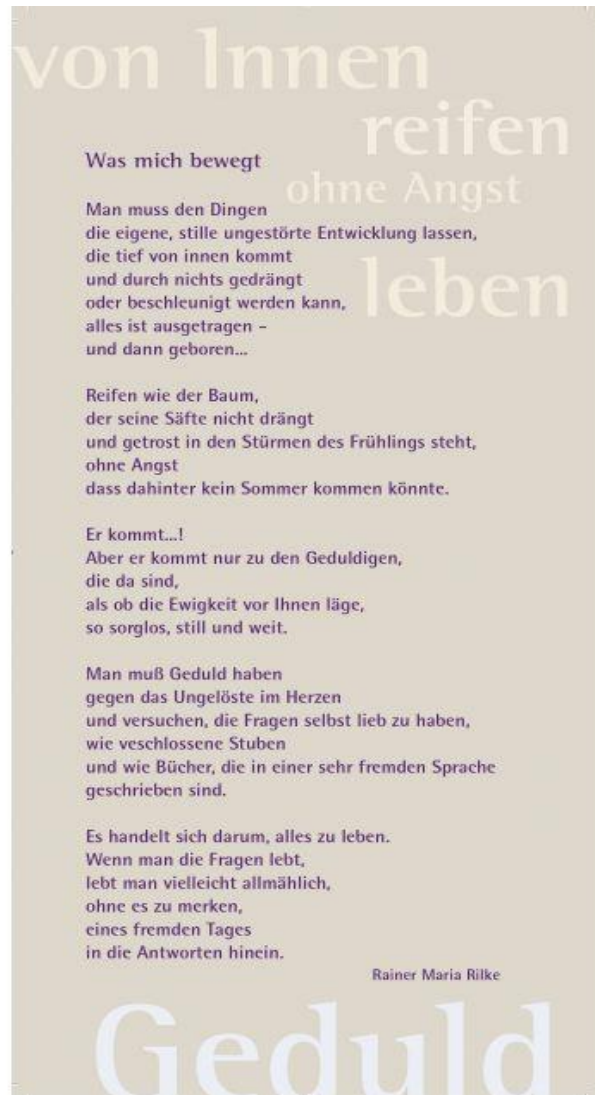 von Innen
reifen
Was mich bewegt
ohne Angst
Man muss den Dingen
die eigene, stille ungestörte Entwicklung lassen,
die tief von innen kommt
und durch nichts gedrängt
leben
oder beschleunigt werden kann,
alles ist ausgetragen –
und dann geboren...
Reifen wie der Baum,
der seine Säfte nicht drängt
und getrost in den Stürmen des Frühlings steht,
ohne Angst
dass dahinter kein Sommer kommen könnte.
Er kommt...!
Aber er kommt nur zu den Geduldigen,
die da sind,
als ob die Ewigkeit vor Ihnen läge,
so sorglos, still und weit.
Man muß Geduld haben
gegen das Ungelöste im Herzen
und versuchen, die Fragen selbst lieb zu haben,
wie veschlossene Stuben
und wie Bücher, die in einer sehr fremden Sprache
geschrieben sind.
Es handelt sich darum, alles zu leben.
Wenn man die Fragen lebt,
lebt man vielleicht allmählich,
ohne es zu merken,
eines fremden Tages
in die Antworten hinein.
Rainer Maria Rilke
Geduld